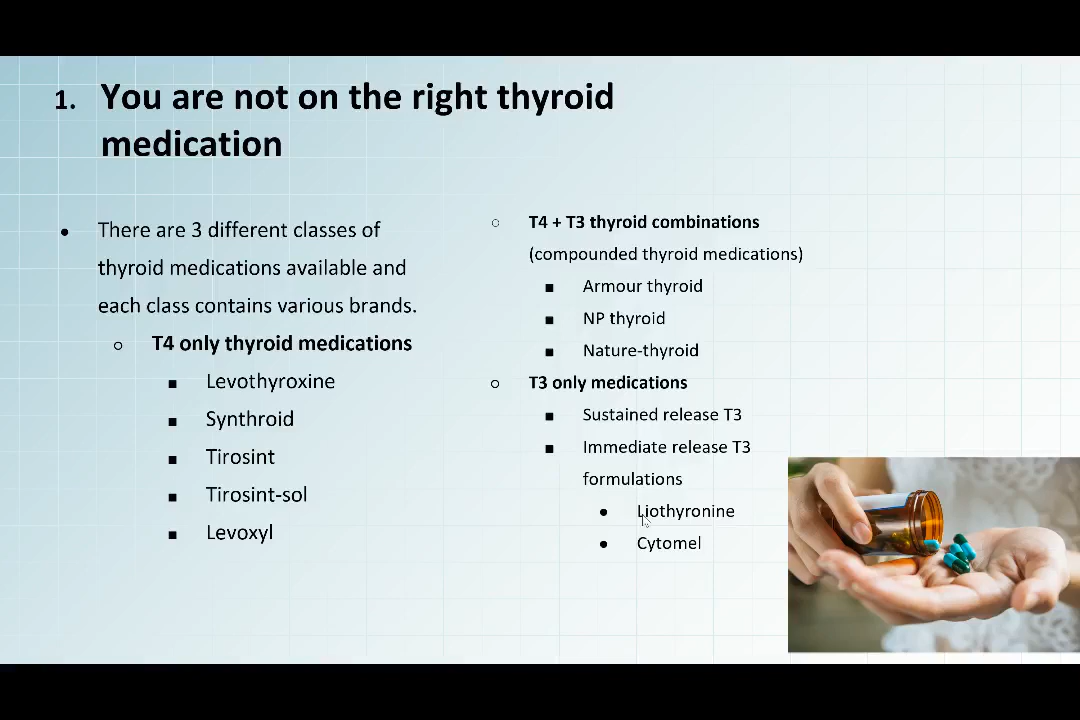 1. You are not on the right thyroid
medication
● There are 3 different classes of
thyroid medications available and
each class contains various brands.
○ T4 only thyroid medications
■ Levothyroxine
■ Synthroid
■ Tirosint
■ Tirosint-sol
■ Levoxyl
○ T4 + T3 thyroid combinations
(compounded thyroid medications)
■ Armour thyroid
■ NP thyroid
■ Nature-thyroid
○ T3 only medications
■ Sustained release T3
■ Immediate release T3
formulations
● Liothyronine
● Cytomel